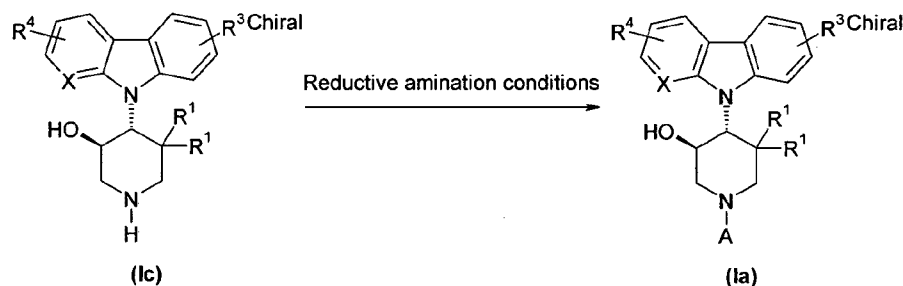 R⁴ R³Chiral R⁴ R³Chiral
X N Reductive amination conditions X N
HO R¹ HO R¹
R¹ R¹
N N
H A
(Ic) (Ia)